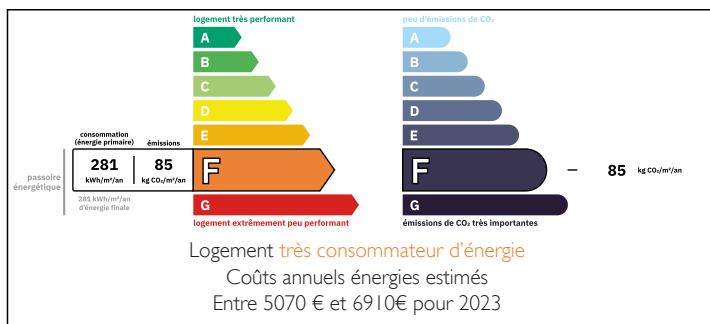 logement très performant
A
B
C
D
E
consommation
(énergie primaire)
émissions
281
kWh/m²/an
85
kg CO₂/m²/an
F
passoire
énergétique
281 kWh/m²/an
d'énergie finale
G
logement extrêmement peu performant
peu d'émissions de CO₂
A
B
C
D
E
F
85 kg CO₂/m²/an
G
émissions de CO₂ très importantes
Logement très consommateur d'énergie
Coûts annuels énergies estimés
Entre 5070 € et 6910€ pour 2023